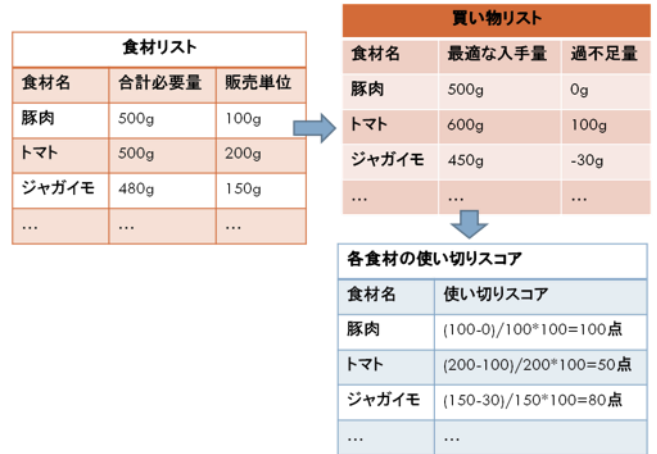 食材リスト
食材名 合計必要量 販売単位
豚肉 500g 100g
トマト 500g 200g
ジャガイモ 480g 150g
… … …
買い物リスト
食材名 最適な入手量 過不足量
豚肉 500g 0g
トマト 600g 100g
ジャガイモ 450g -30g
… … …
各食材の使い切りスコア
食材名 使い切りスコア
豚肉 (100-0)/100*100=100点
トマト (200-100)/200*100=50点
ジャガイモ (150-30)/150*100=80点
… …